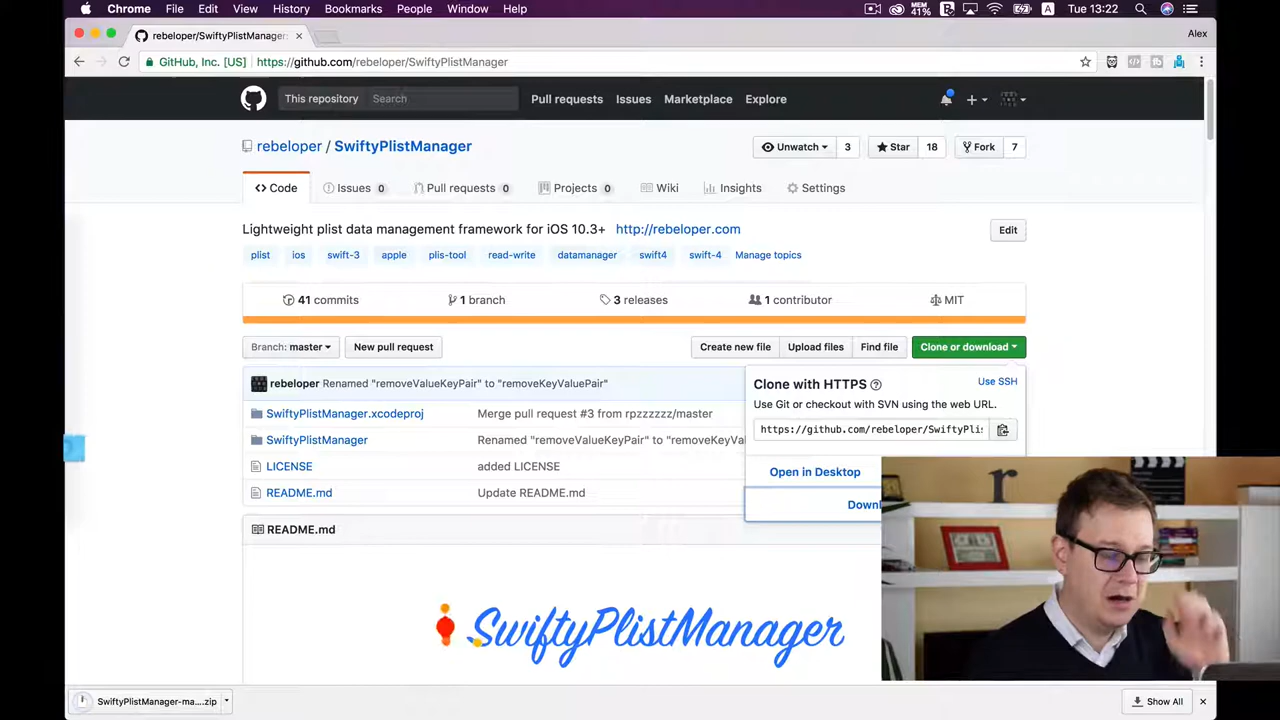 Chrome File Edit View History Bookmarks People Window Help MEM 41% A Tue 13:22
rebeloper/SwiftyPlistManager: Alex
GitHub, Inc. [US] https://github.com/rebeloper/SwiftyPlistManager
This repository Search Pull requests Issues Marketplace Explore
rebeloper / SwiftyPlistManager Unwatch 3 Star 18 Fork 7
Code Issues 0 Pull requests 0 Projects 0 Wiki Insights Settings
Lightweight plist data management framework for iOS 10.3+ http://rebeloper.com Edit
plist ios swift-3 apple plis-tool read-write datamanager swift4 swift-4 Manage topics
41 commits 1 branch 3 releases 1 contributor MIT
Branch: master New pull request Create new file Upload files Find file Clone or download
rebeloper Renamed "removeValueKeyPair" to "removeKeyValuePair"
Clone with HTTPS Use SSH
Use Git or checkout with SVN using the web URL.
SwiftyPlistManager.xcodeproj Merge pull request #3 from rpzzzzzz/master
https://github.com/rebeloper/SwiftyPlis
SwiftyPlistManager Renamed "removeValueKeyPair" to "removeKeyVa
LICENSE added LICENSE
Open in Desktop
README.md Update README.md
Downl
README.md
SwiftyPlistManager
SwiftyPlistManager-ma....zip Show All